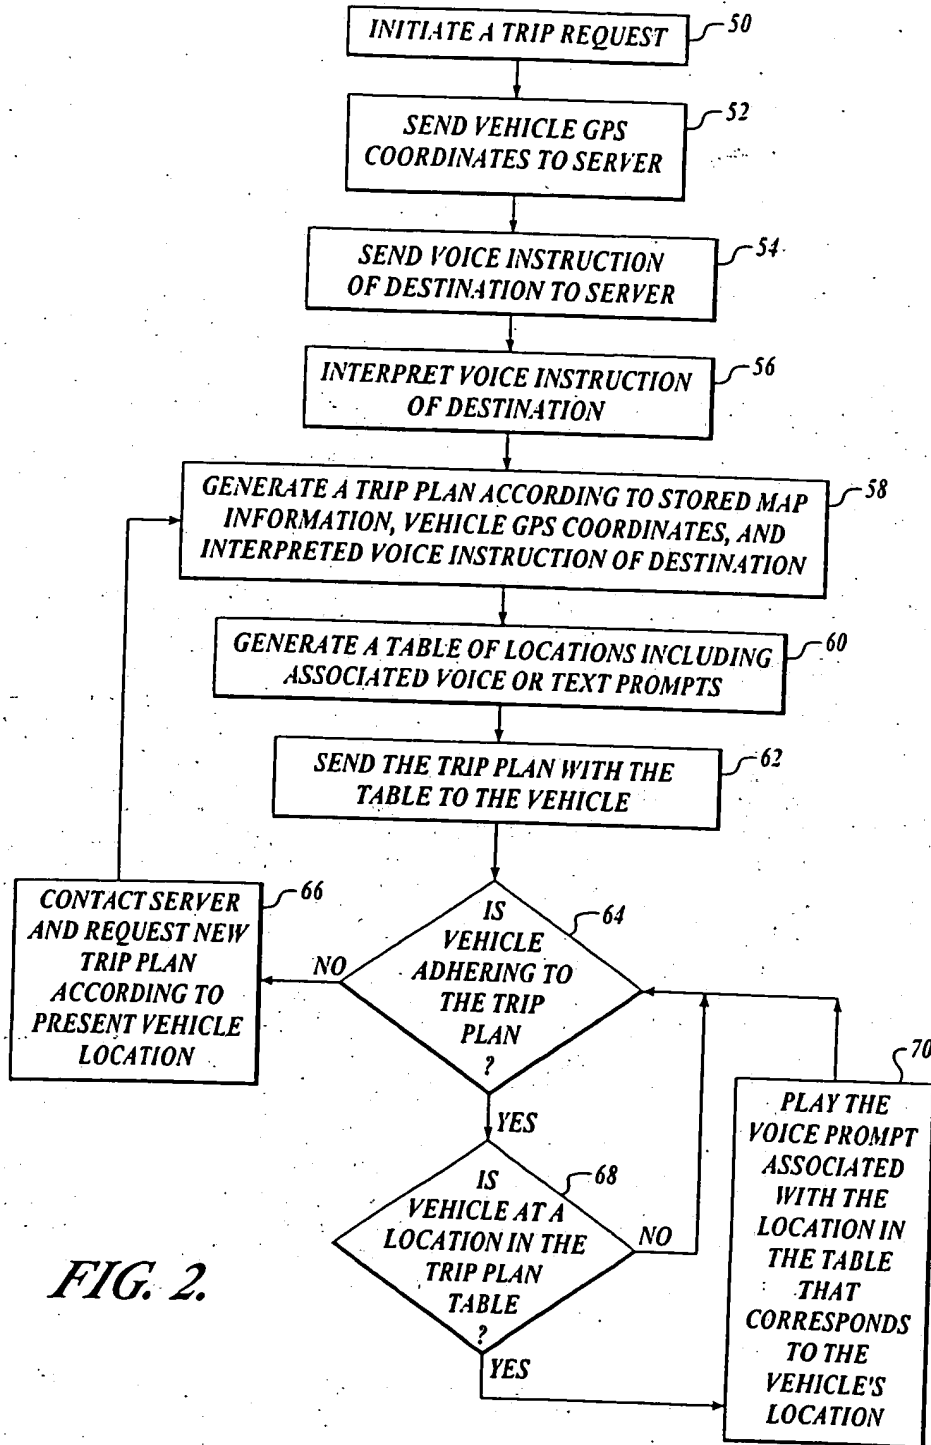 INITIATE A TRIP REQUEST
50
SEND VEHICLE GPS
COORDINATES TO SERVER
52
SEND VOICE INSTRUCTION
OF DESTINATION TO SERVER
54
INTERPRET VOICE INSTRUCTION
OF DESTINATION
56
GENERATE A TRIP PLAN ACCORDING TO STORED MAP
INFORMATION, VEHICLE GPS COORDINATES, AND
INTERPRETED VOICE INSTRUCTION OF DESTINATION
58
GENERATE A TABLE OF LOCATIONS INCLUDING
ASSOCIATED VOICE OR TEXT PROMPTS
60
SEND THE TRIP PLAN WITH THE
TABLE TO THE VEHICLE
62
CONTACT SERVER
AND REQUEST NEW
TRIP PLAN
ACCORDING TO
PRESENT VEHICLE
LOCATION
66
NO
IS
VEHICLE
ADHERING TO
THE TRIP
PLAN
?
64
YES
IS
VEHICLE AT A
LOCATION IN THE
TRIP PLAN
TABLE
?
68
NO
YES
PLAY THE
VOICE PROMPT
ASSOCIATED
WITH THE
LOCATION IN
THE TABLE
THAT
CORRESPONDS
TO THE
VEHICLE'S
LOCATION
70
FIG. 2.